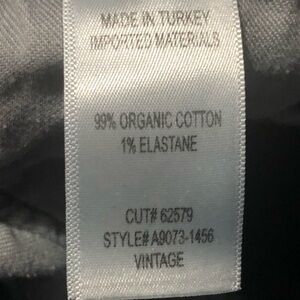 MADE IN TURKEY
IMPORTED MATERIALS
99% ORGANIC COTTON
1% ELASTANE
CUT# 62579
STYLE# A9073-1456
VINTAGE